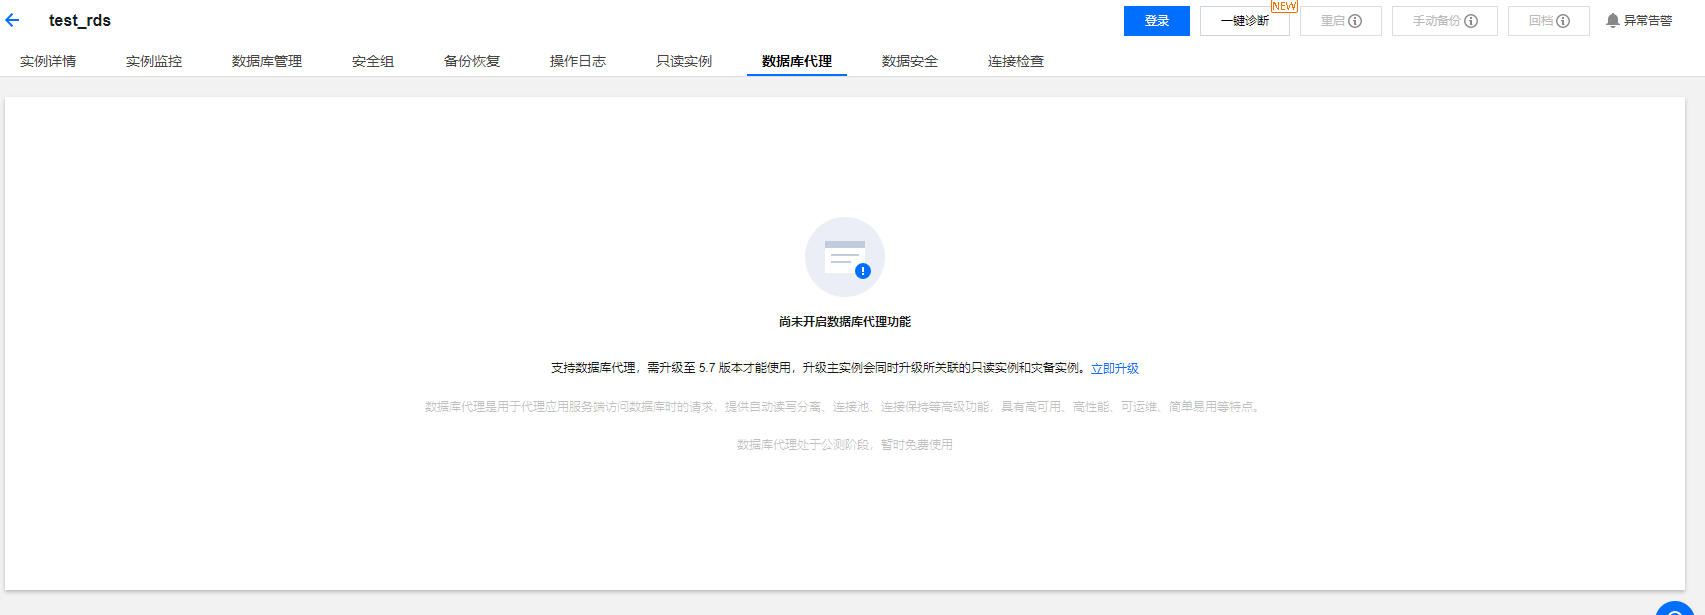 test_rds
登录
一键诊断
NEW
重启
手动备份
回档
异常告警
实例详情 实例监控 数据库管理 安全组 备份恢复 操作日志 只读实例 数据库代理 数据安全 连接检查
尚未开启数据库代理功能
支持数据库代理，需升级至 5.7 版本才能使用，升级主实例会同时升级所关联的只读实例和灾备实例。立即升级
数据库代理是用于代理应用服务端访问数据库时的请求，提供自动读写分离、连接池、连接保持等高级功能，具有高可用、高性能、可运维、简单易用等特点。
数据库代理处于公测阶段，暂时免费使用